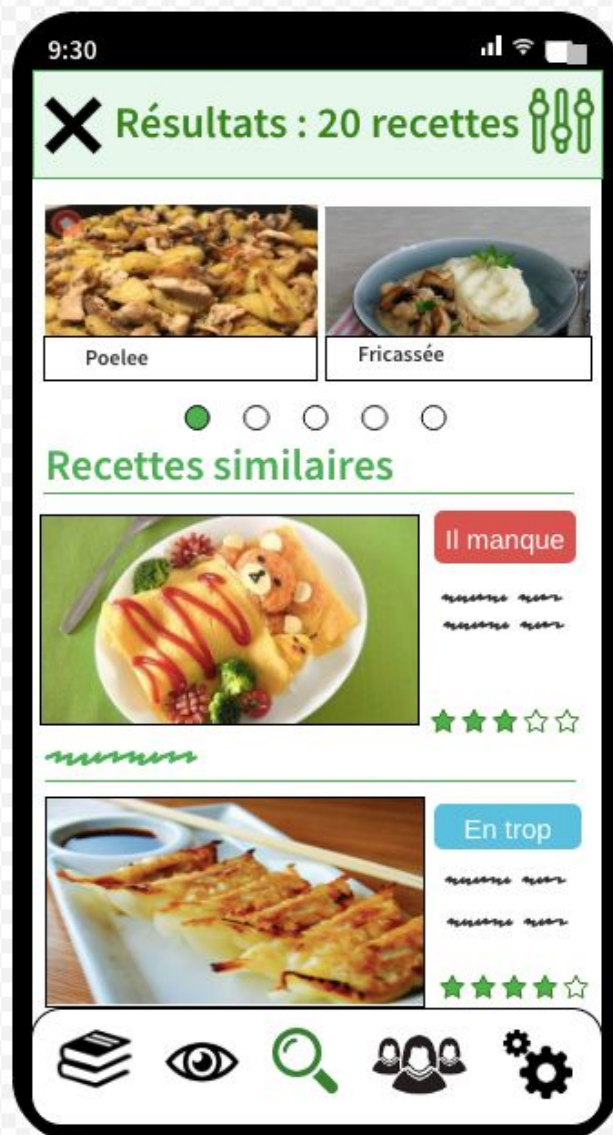 9:30
Résultats : 20 recettes
Poelee
Fricassée
Recettes similaires
Il manque
En trop